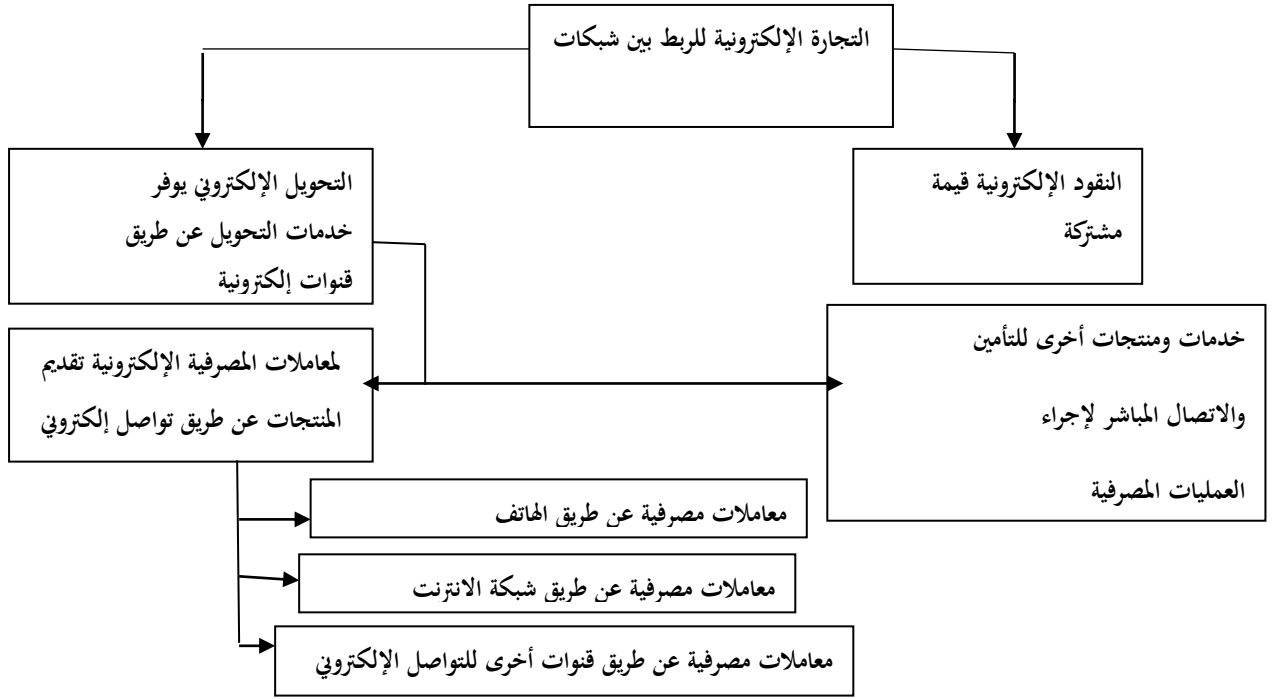 التجارة الإلكترونية للربط بين شبكات
النقود الإلكترونية قيمة
مشتركة
التحويل الإلكتروني يوفر
خدمات التحويل عن طريق
قنوات إلكترونية
خدمات ومنتجات أخرى للتأمين
والاتصال المباشر لإجراء
العمليات المصرفية
لمعاملات المصرفية الإلكترونية تقديم
المنتجات عن طريق تواصل إلكتروني
معاملات مصرفية عن طريق الهاتف
معاملات مصرفية عن طريق شبكة الانترنت
معاملات مصرفية عن طريق قنوات أخرى للتواصل الإلكتروني